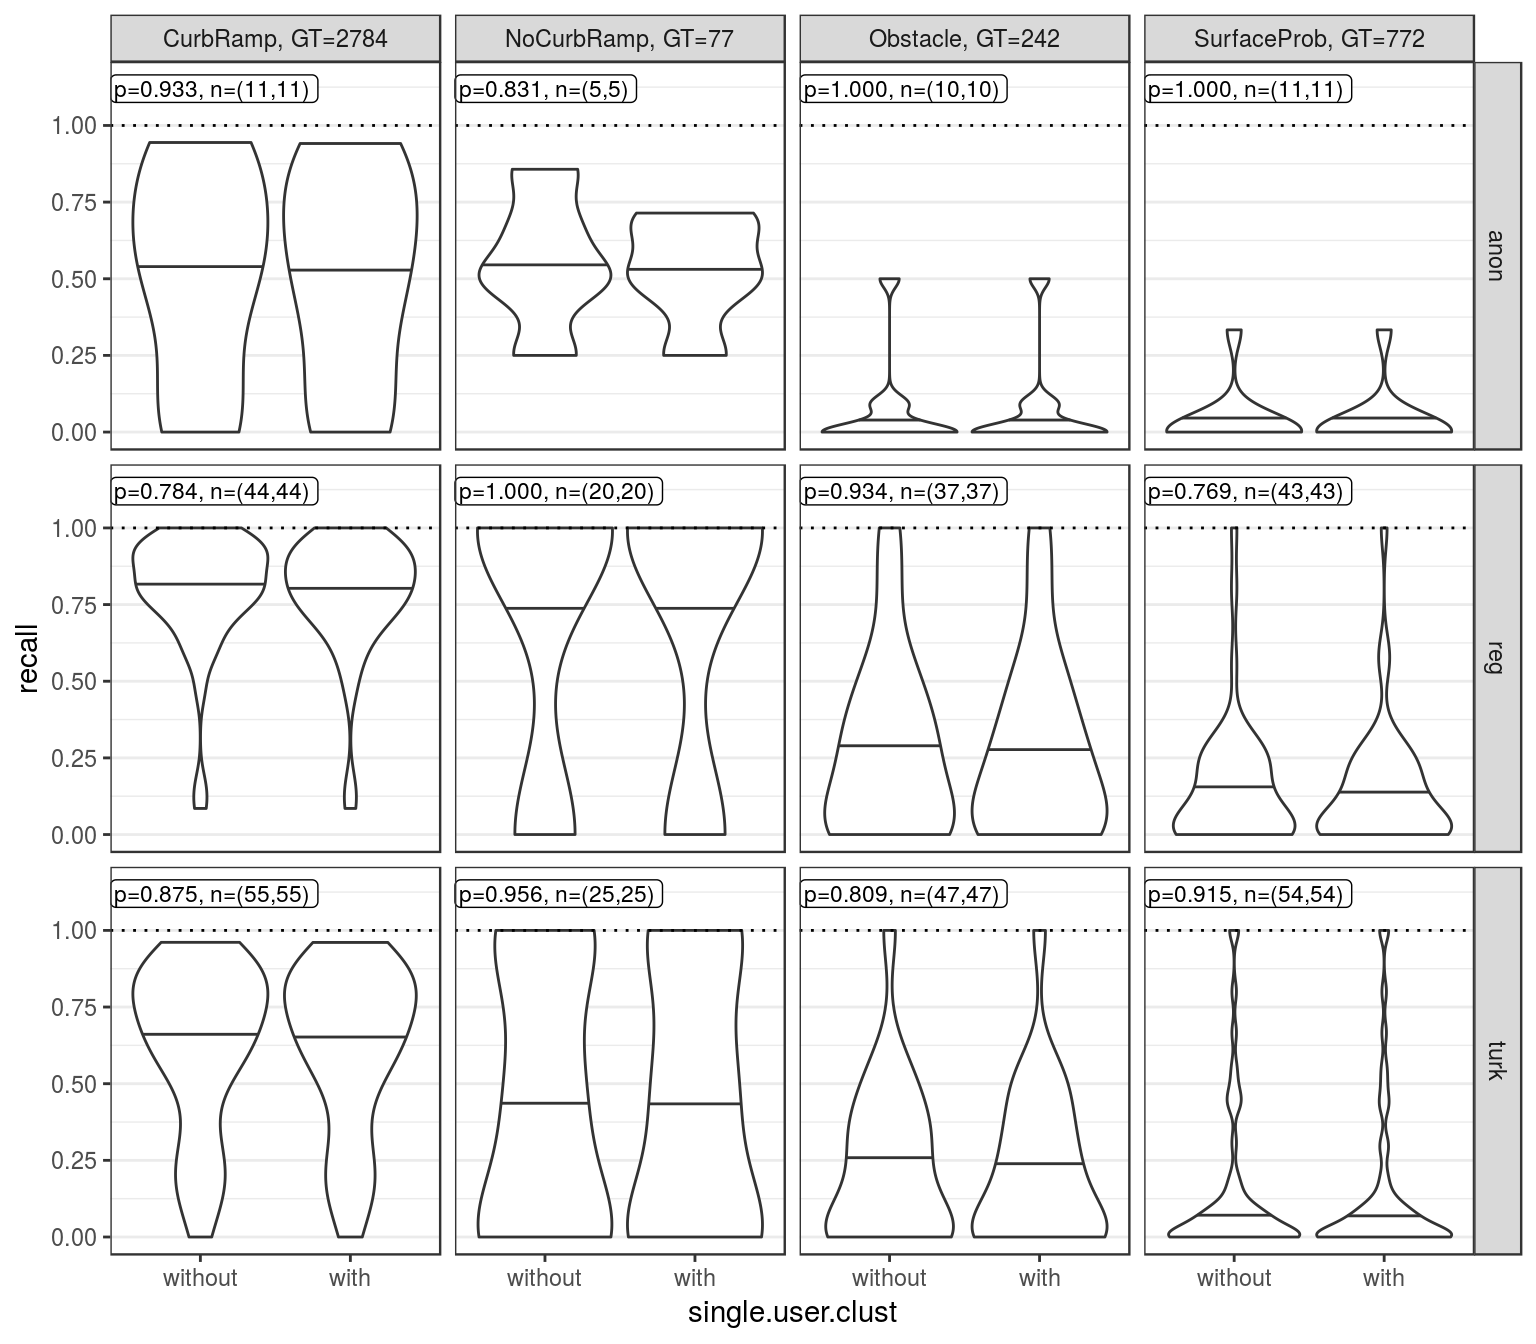 CurbRamp, GT=2784
NoCurbRamp, GT=77
Obstacle, GT=242
SurfaceProb, GT=772
p=0.933, n=(11,11)
p=0.831, n=(5,5)
p=1.000, n=(10,10)
p=1.000, n=(11,11)
anon
1.00
0.75
0.50
0.25
0.00
p=0.784, n=(44,44)
p=1.000, n=(20,20)
p=0.934, n=(37,37)
p=0.769, n=(43,43)
reg
1.00
0.75
0.50
0.25
0.00
recall
p=0.875, n=(55,55)
p=0.956, n=(25,25)
p=0.809, n=(47,47)
p=0.915, n=(54,54)
turk
1.00
0.75
0.50
0.25
0.00
without with
without with
without with
without with
single.user.clust